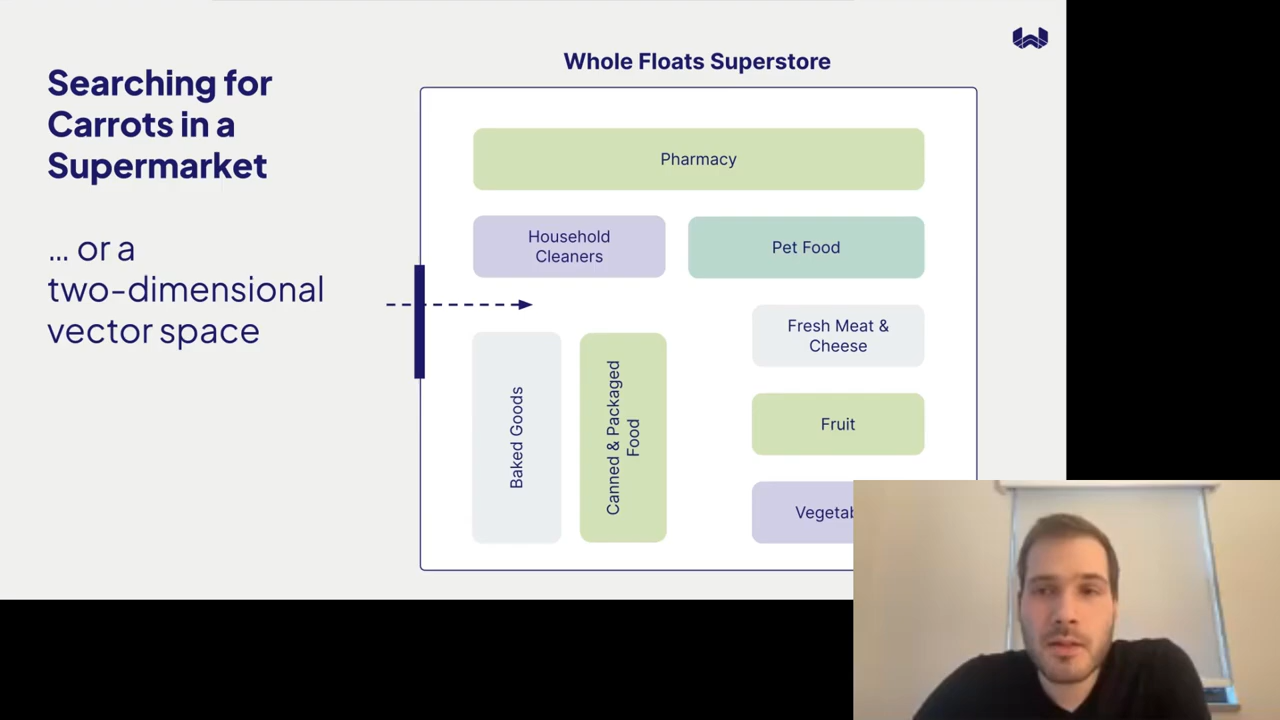 Searching for
Carrots in a
Supermarket
... or a
two-dimensional
vector space
Whole Floats Superstore
Pharmacy
Household
Cleaners
Pet Food
Fresh Meat &
Cheese
Baked Goods
Canned & Packaged
Food
Fruit